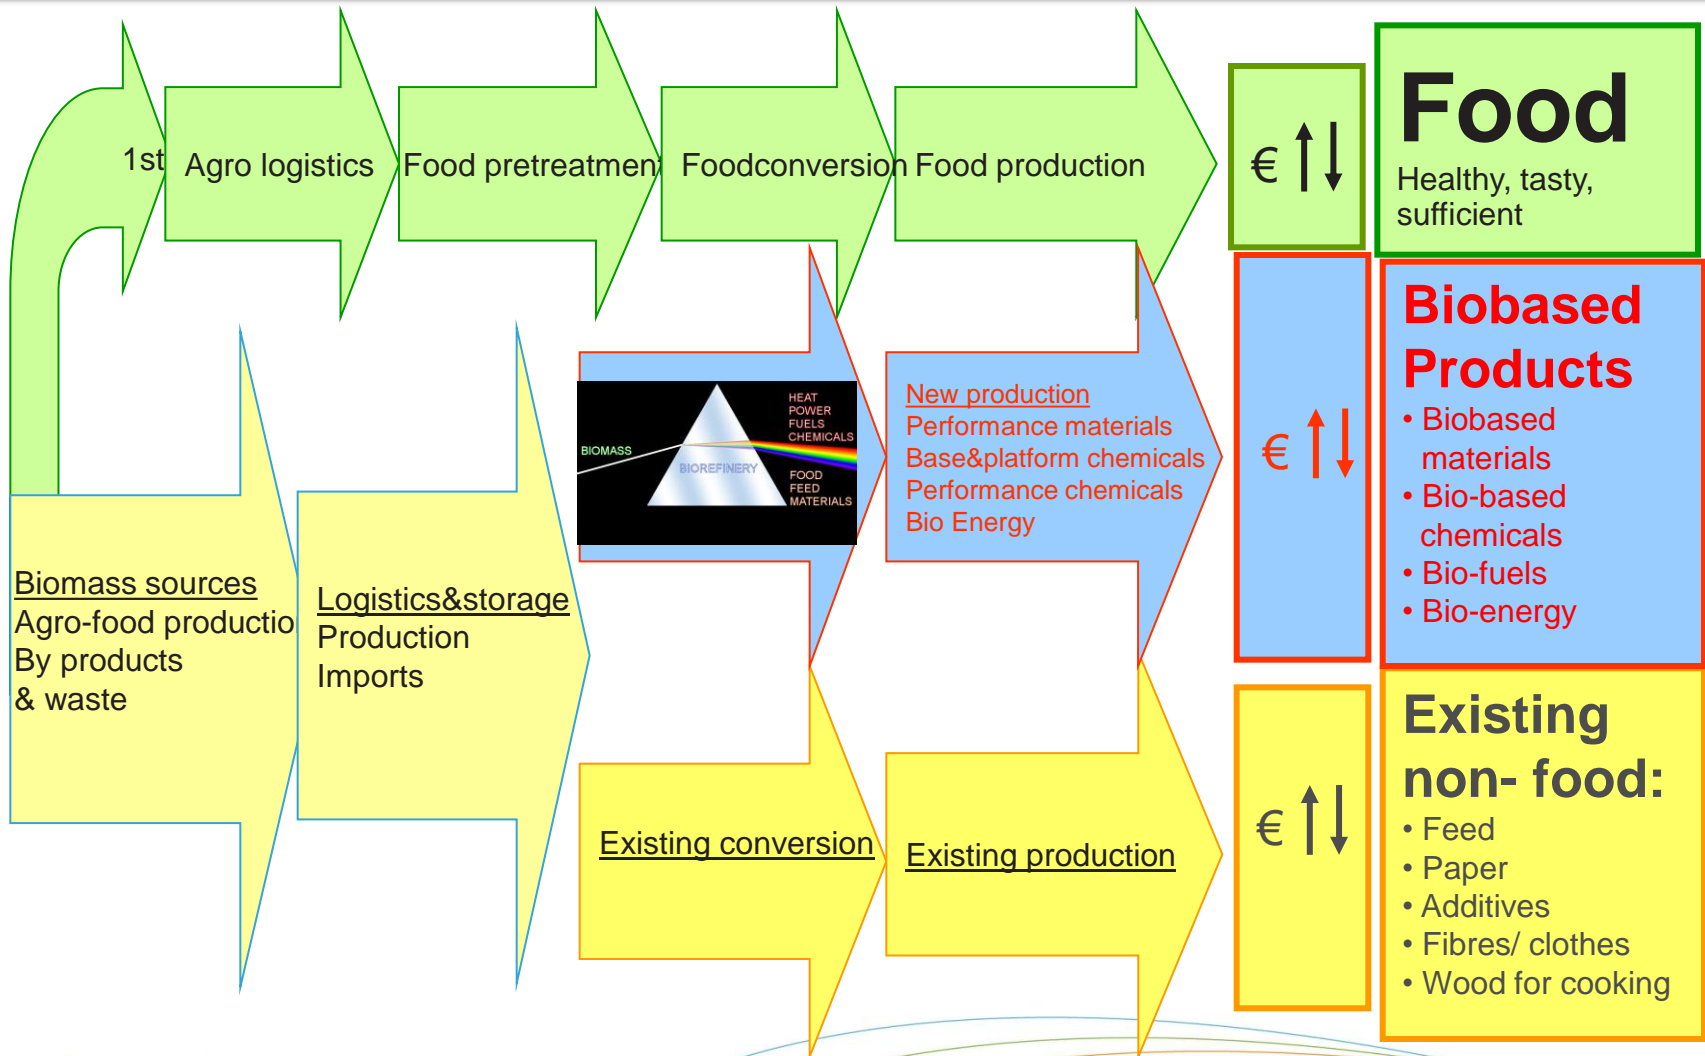 1st
Agro logistics
Food pretreatment
Foodconversion
Food production
€
Food
Healthy, tasty,
sufficient
Biomass sources
Agro-food productio
By products
& waste
Logistics&storage
Production
Imports
BIOMASS
BIOREFINERY
HEAT
POWER
FUELS
CHEMICALS
FOOD
FEED
MATERIALS
New production
Performance materials
Base&platform chemicals
Performance chemicals
Bio Energy
€
Biobased
Products
• Biobased
materials
• Bio-based
chemicals
• Bio-fuels
• Bio-energy
Existing conversion
Existing production
€
Existing
non- food:
• Feed
• Paper
• Additives
• Fibres/ clothes
• Wood for cooking